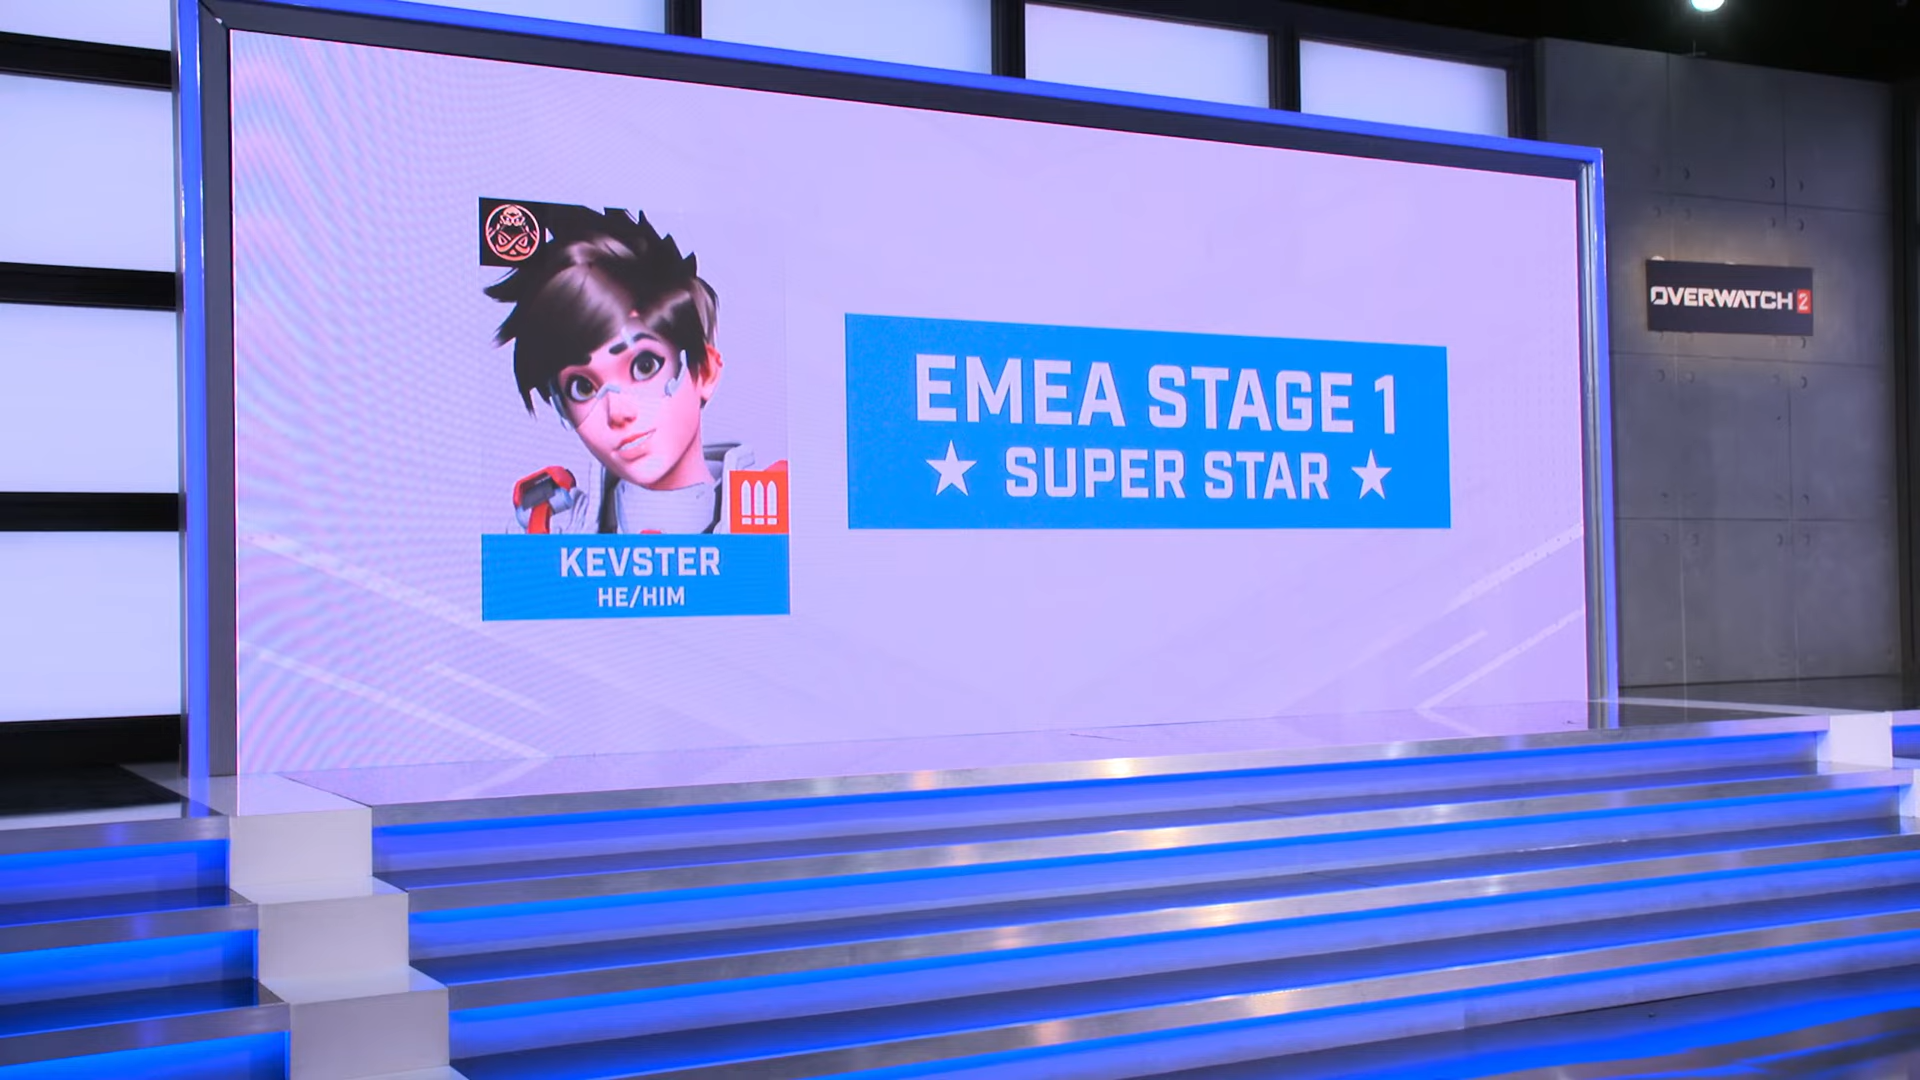 KEVSTER
HE/HIM
EMEA STAGE 1
★ SUPER STAR ★
OVERWATCH 2